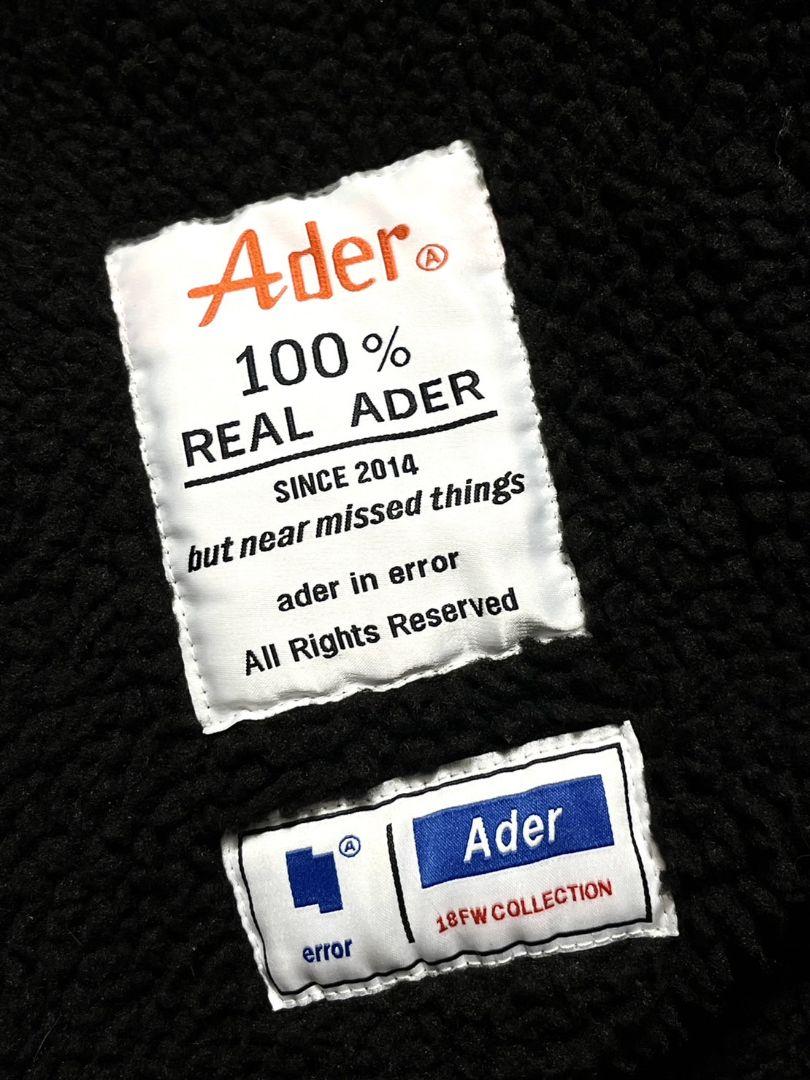 Ader Ⓐ
100 %
REAL ADER
SINCE 2014
but near missed things
ader in error
All Rights Reserved
Ⓐ
error
Ader
18FW COLLECTION